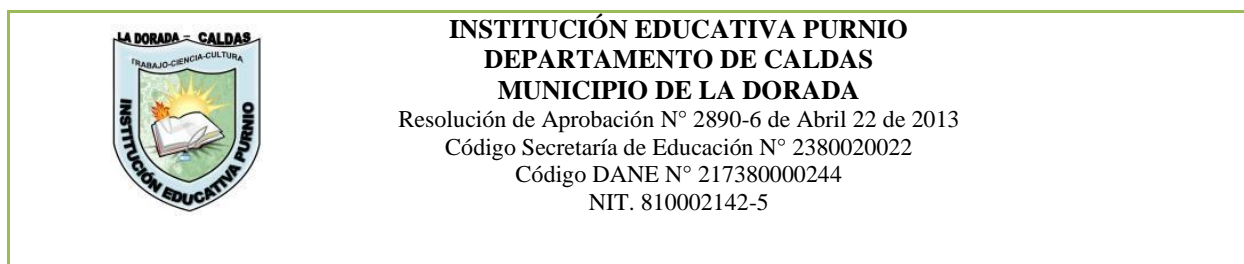 LA DORADA - CALDAS
TRABAJO-CIENCIA-CULTURA
INSTITUCIÓN EDUCATIVA PURNIO
INSTITUCIÓN EDUCATIVA PURNIO
DEPARTAMENTO DE CALDAS
MUNICIPIO DE LA DORADA
Resolución de Aprobación N° 2890-6 de Abril 22 de 2013
Código Secretaría de Educación N° 2380020022
Código DANE N° 217380000244
NIT. 810002142-5